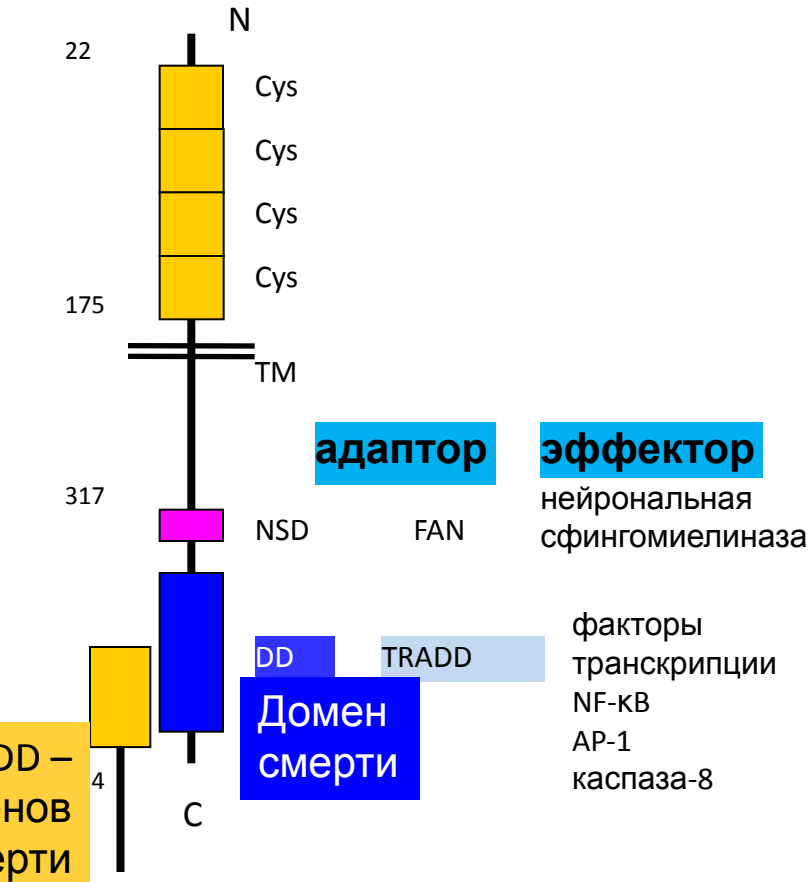 N
22
Cys
Cys
Cys
Cys
175
TM
адаптор эффектор
317
NSD FAN нейрональная
сфингомиелиназа
DD TRADD факторы
транскрипции
NF-κB
AP-1
каспаза-8
Домен
смерти
DD –
4
C